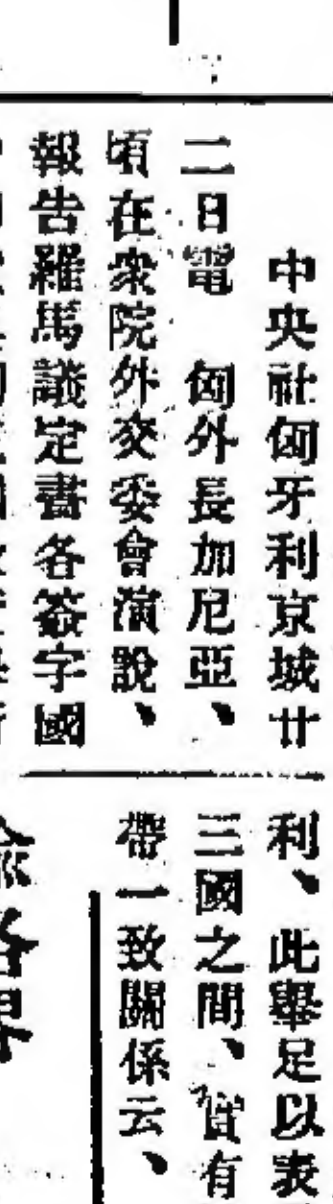 中央社匈牙利京城廿
二日電　匈外長加尼亞、
頃在衆院外交委會演說、
報告羅馬議定書各簽字國
利、此舉足以表
三國之間、實有
帶一致關係云、